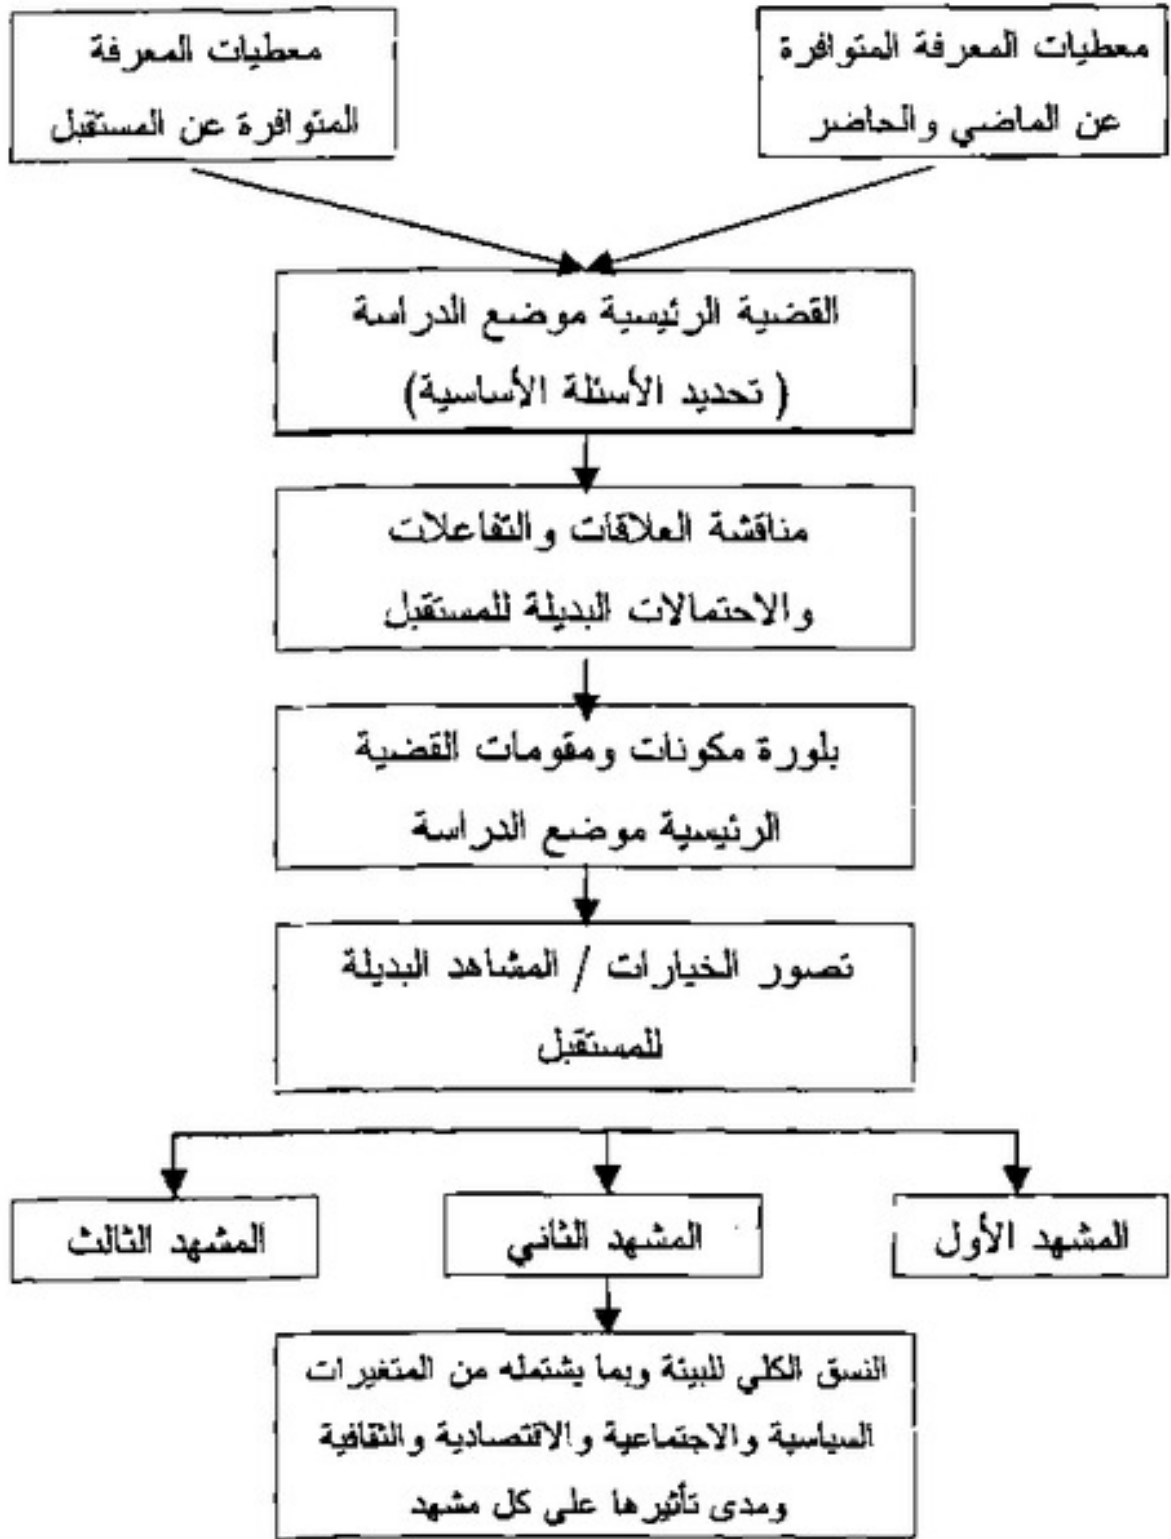 معطيات المعرفة المتوافرة
عن الماضي والحاضر
معطيات المعرفة
المتوافرة عن المستقبل
القضية الرئيسية موضع الدراسة
( تحديد الأسئلة الأساسية)
مناقشة العلاقات والتفاعلات
والاحتمالات البديلة للمستقبل
بلورة مكونات ومقومات القضية
الرئيسية موضع الدراسة
تصور الخيارات / المشاهد البديلة
للمستقبل
المشهد الأول
المشهد الثاني
المشهد الثالث
النسق الكلي للبيئة وبما يشتمله من المتغيرات
السياسية والاجتماعية والاقتصادية والثقافية
ومدى تأثيرها على كل مشهد